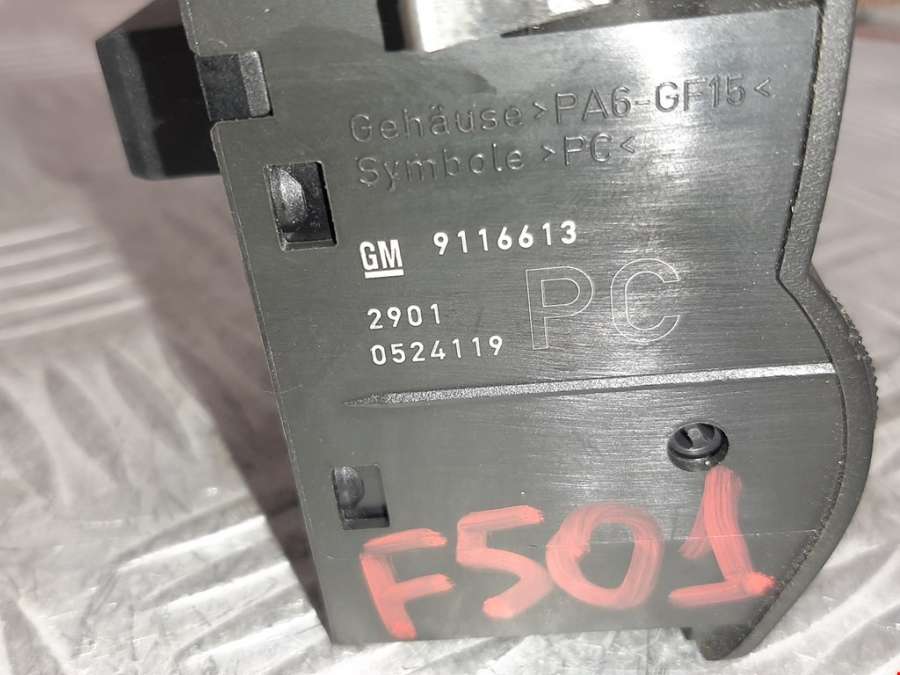 Gehäuse >PA6-GF15<
Symbole >PC<
GM 9116613
PC
2901
0524119
F501